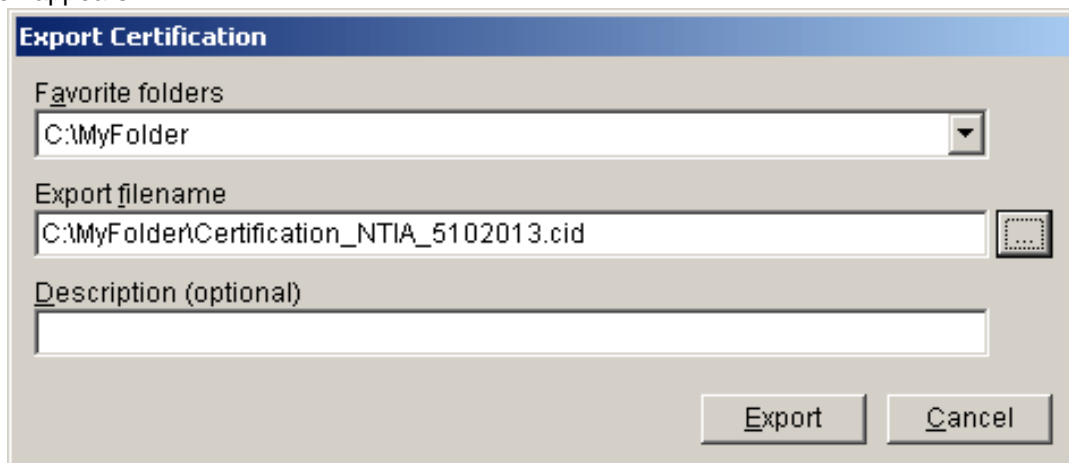 Export Certification
Favorite folders
C:\MyFolder
Export filename
C:\MyFolder\Certification_NTIA_5102013.cid
...
Description (optional)
Export Cancel